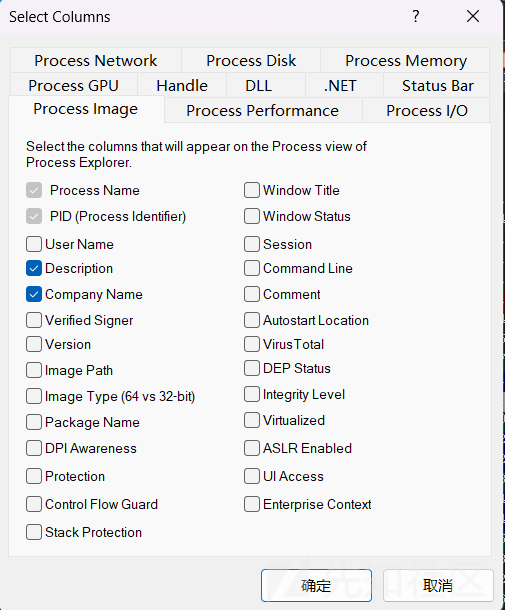 Select Columns
?
Process Network
Process Disk
Process Memory
Process GPU
Handle
DLL
.NET
Status Bar
Process Image
Process Performance
Process I/O
Select the columns that will appear on the Process view of
Process Explorer.
Process Name
PID (Process Identifier)
User Name
Description
Company Name
Verified Signer
Version
Image Path
Image Type (64 vs 32-bit)
Package Name
DPI Awareness
Protection
Control Flow Guard
Stack Protection
Window Title
Window Status
Session
Command Line
Comment
Autostart Location
VirusTotal
DEP Status
Integrity Level
Virtualized
ASLR Enabled
UI Access
Enterprise Context
确定
取消
先知社区